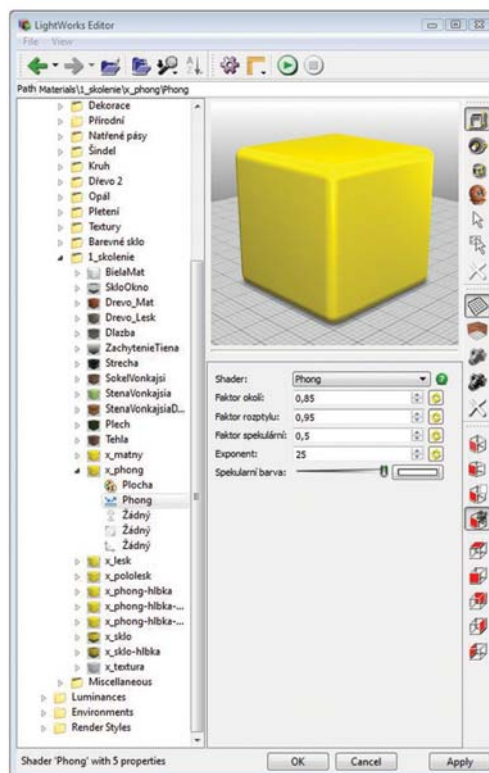 LightWorks Editor
File View
Path Materials\1_skolenie\x_phong\Phong
Dekorace
Přírodní
Natřené pásy
Šindel
Kruh
Dřevo 2
Opál
Pletení
Textury
Barevné sklo
1_skolenie
BielaMat
SkloOkno
Drevo_Mat
Drevo_Lesk
Dlazba
ZachytenieTiena
Strecha
SokelVonkajsi
StenaVonkajsia
StenaVonkajsiaD...
Plech
Tehla
x_matny
x_phong
Plocha
Phong
Žádný
Žádný
Žádný
x_lesk
x_pololesk
x_phong-hlbka
x_phong-hlbka-...
x_phong-hlbka-...
x_sklo
x_sklo-hlbka
x_textura
Miscellaneous
Luminances
Environments
Render Styles
Shader: Phong
Faktor okolí: 0,85
Faktor rozptylu: 0,95
Faktor spekulární: 0,5
Exponent: 25
Spekularní barva:
Shader 'Phong' with 5 properties
OK Cancel Apply